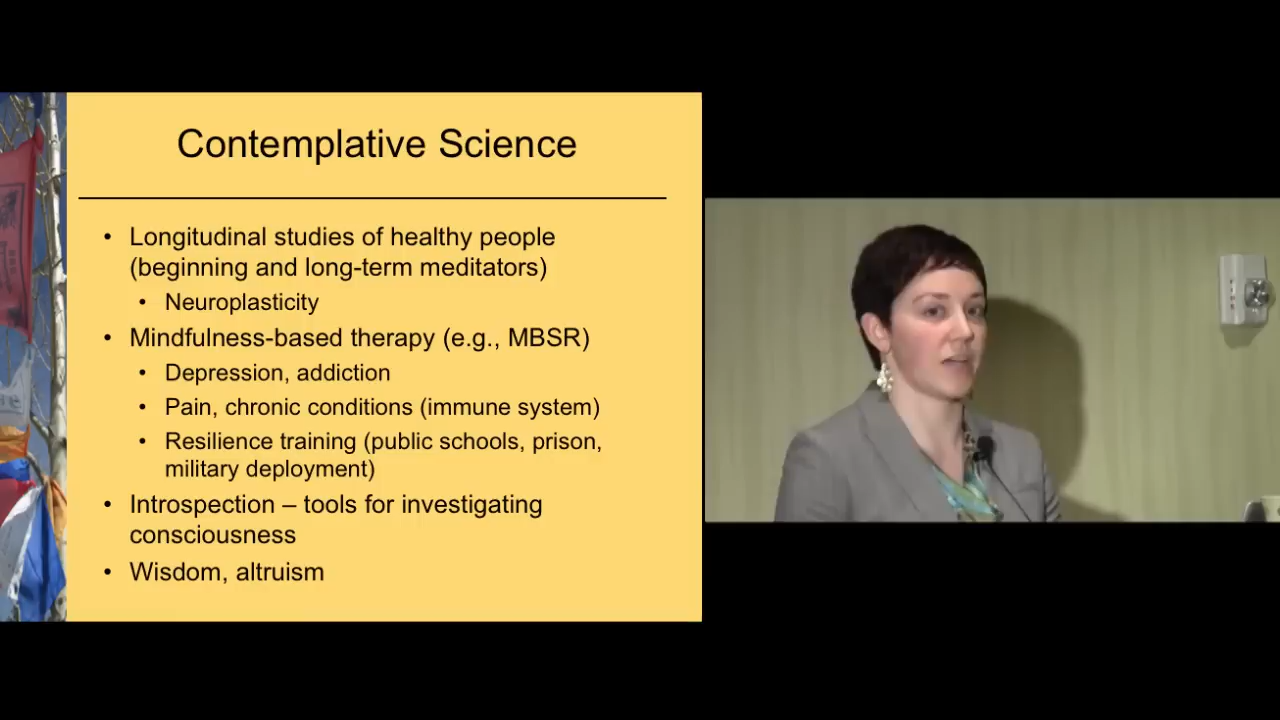 Contemplative Science
• Longitudinal studies of healthy people
(beginning and long-term meditators)
• Neuroplasticity
• Mindfulness-based therapy (e.g., MBSR)
• Depression, addiction
• Pain, chronic conditions (immune system)
• Resilience training (public schools, prison,
military deployment)
• Introspection – tools for investigating
consciousness
• Wisdom, altruism